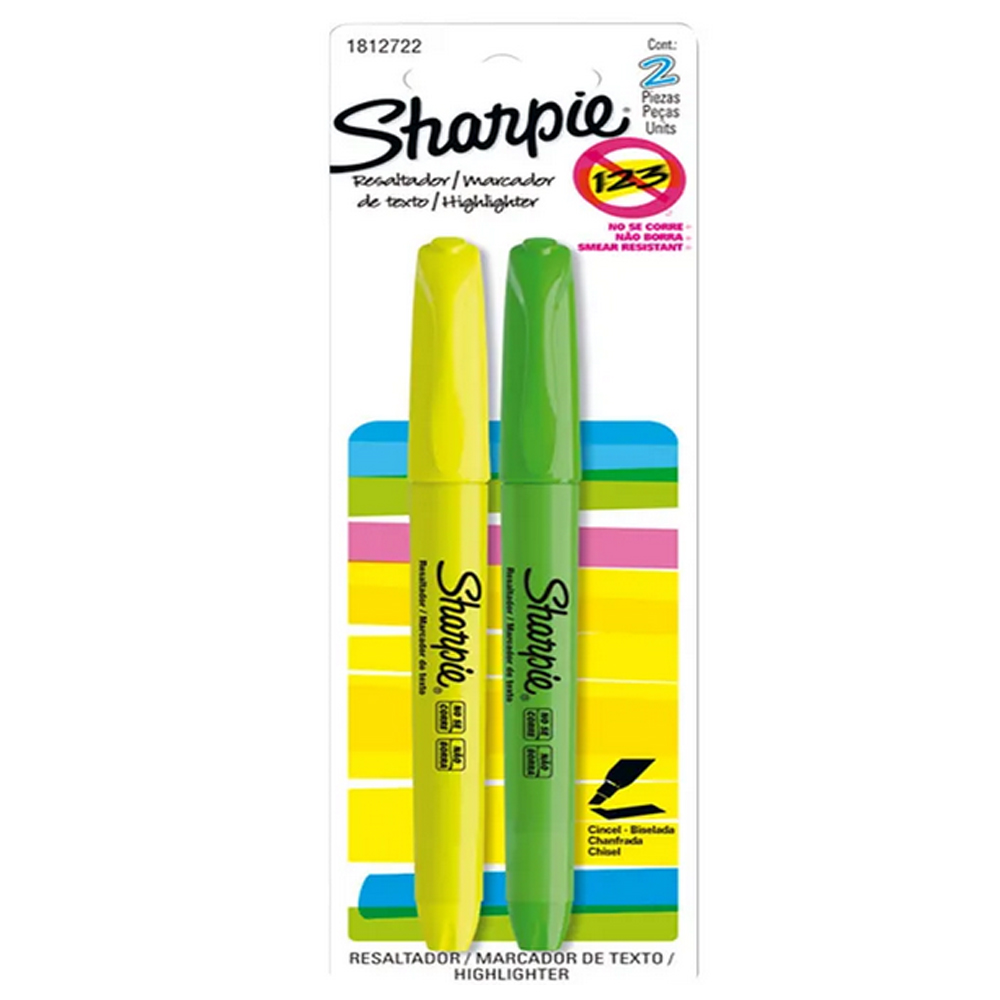 1812722
Cont.:
2
Piezas
Peças
Units
Sharpie®
Resaltador / Marcador
de texto / Highlighter
123
NO SE CORRE
NÃO BORRA
SMEAR RESISTANT
Sharpie®
Resaltador / Marcador de texto
NO SE
CORRE
NÃO
BORRA
Sharpie®
Resaltador / Marcador de texto
NO SE
CORRE
NÃO
BORRA
Cincel - Biselada
Chanfrada
Chisel
RESALTADOR / MARCADOR DE TEXTO /
HIGHLIGHTER